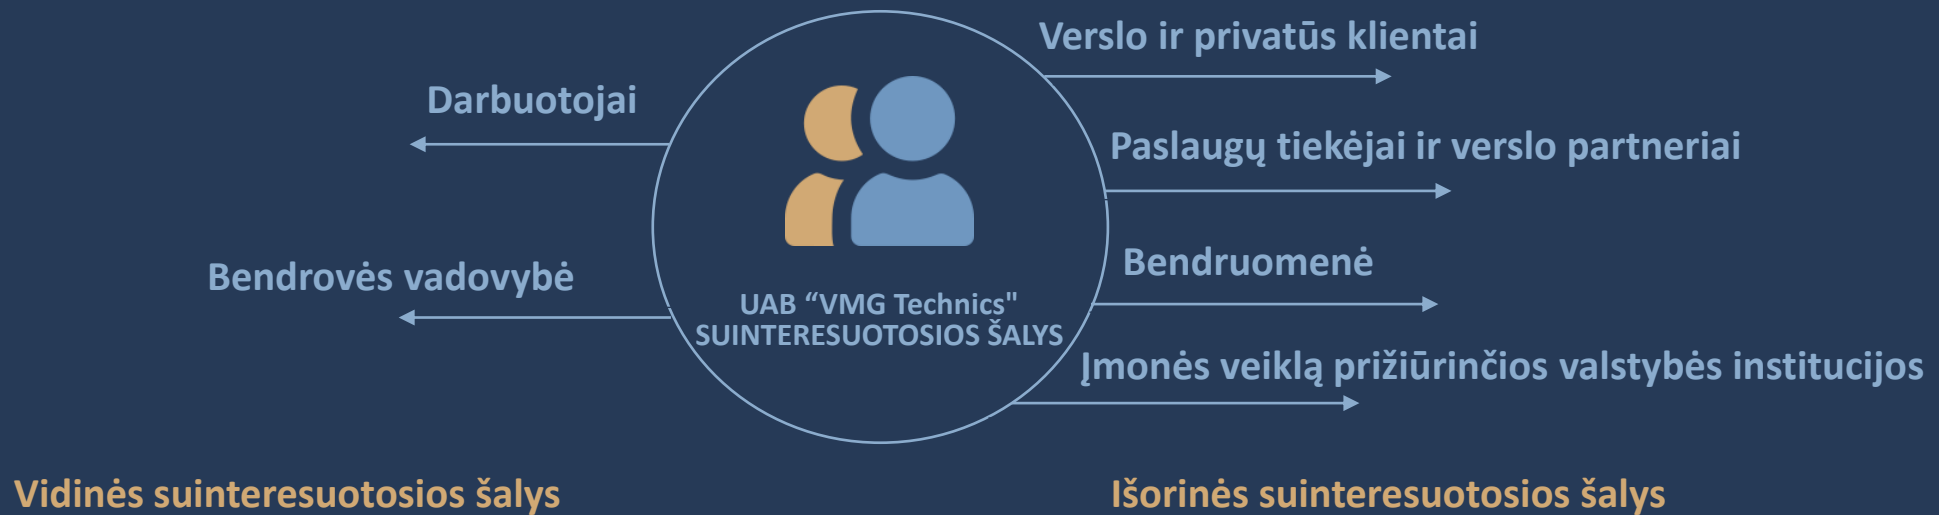 Verslo ir privatūs klientai
Darbuotojai
Paslaugų tiekėjai ir verslo partneriai
Bendrovės vadovybė
Bendruomenė
UAB “VMG Technics"
SUINTERESUOTOSIOS ŠALYS
Įmonės veiklą prižiūrinčios valstybės institucijos
Vidinės suinteresuotosios šalys
Išorinės suinteresuotosios šalys